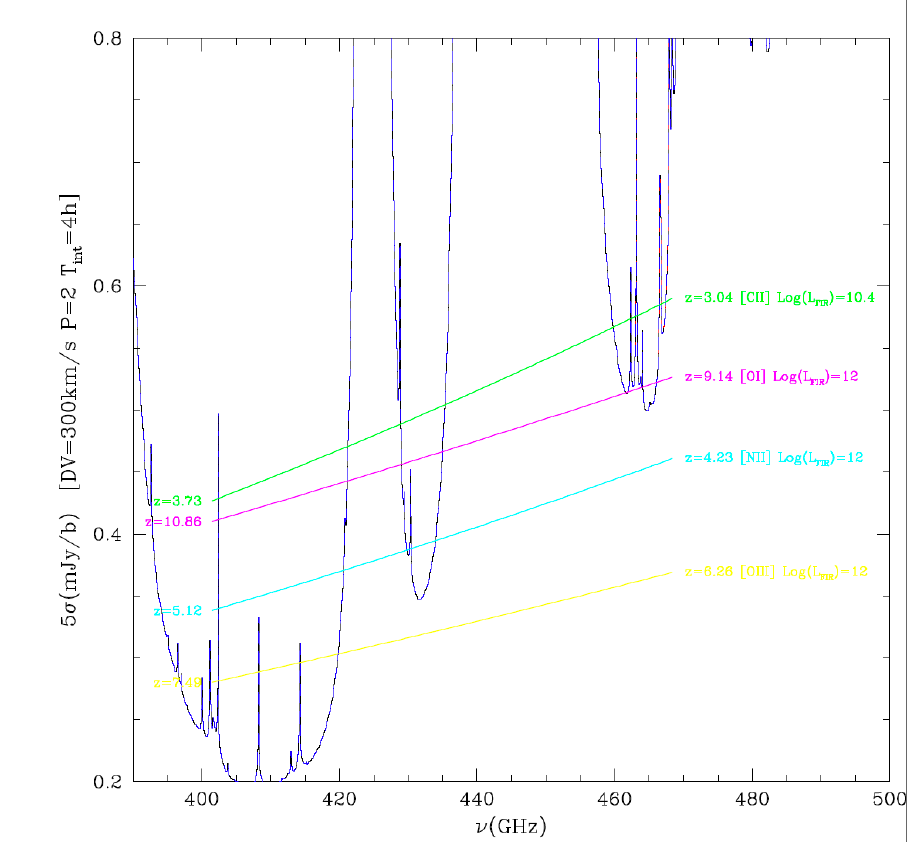 0.8
0.6
0.4
0.2
5σ(mJy/b) [DV=300km/s P=2 T_int=4h]
z=3.04 [CII] Log(L_FIR)=10.4
z=9.14 [OI] Log(L_FIR)=12
z=4.23 [NII] Log(L_FIR)=12
z=6.26 [OIII] Log(L_FIR)=12
z=3.73
z=10.86
z=5.12
z=7.49
400 420 440 460 480 500
ν(GHz)